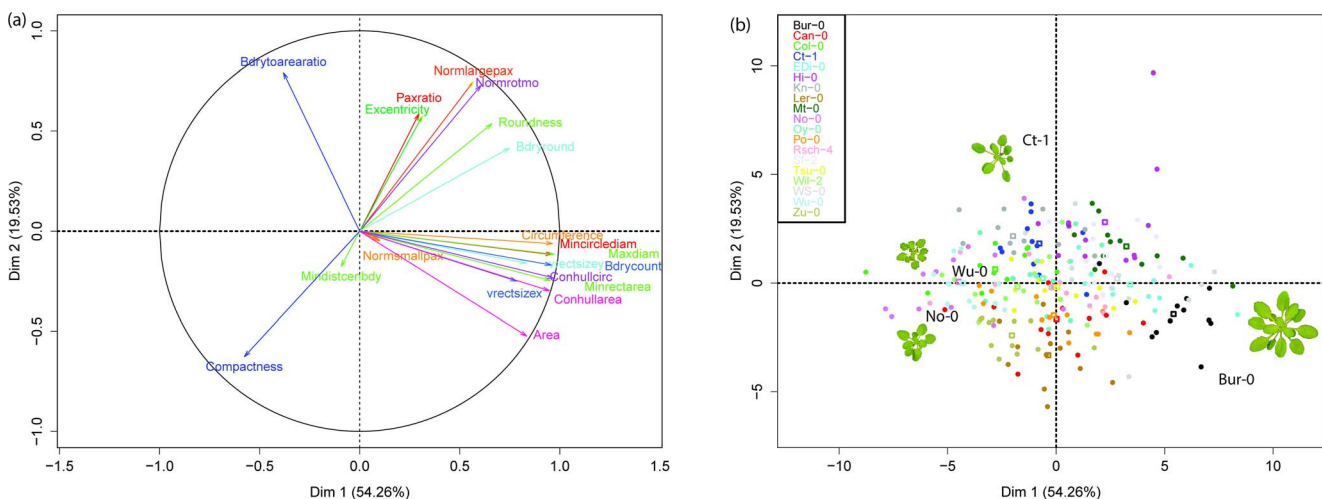 (a)
1.0
0.5
0.0
−0.5
−1.0
Dim 2 (19.53%)
Bdrytoarearatio
Normlargepax
Normrotmo
Paxratio
Excentricity
Roundness
Bdryround
Circumference
Mincirclediam
Normsmallpax
Maxdiam
vrectsizey
Bdrycount
Mindistcenbdy
Conhullcirc
Minrectarea
vrectsizex
Conhullarea
Area
Compactness
−1.5
−1.0
−0.5
0.0
0.5
1.0
1.5
Dim 1 (54.26%)
(b)
10
5
0
−5
Dim 2 (19.53%)
Bur−0
Can−0
Col−0
Ct−1
EDi−0
Hi−0
Kn−0
Ler−0
Mt−0
No−0
Oy−0
Po−0
Rsch−4
Tsu−0
Wil−2
WS−0
Wu−0
Zu−0
Ct-1
Wu-0
No-0
Bur-0
−10
−5
0
5
10
Dim 1 (54.26%)